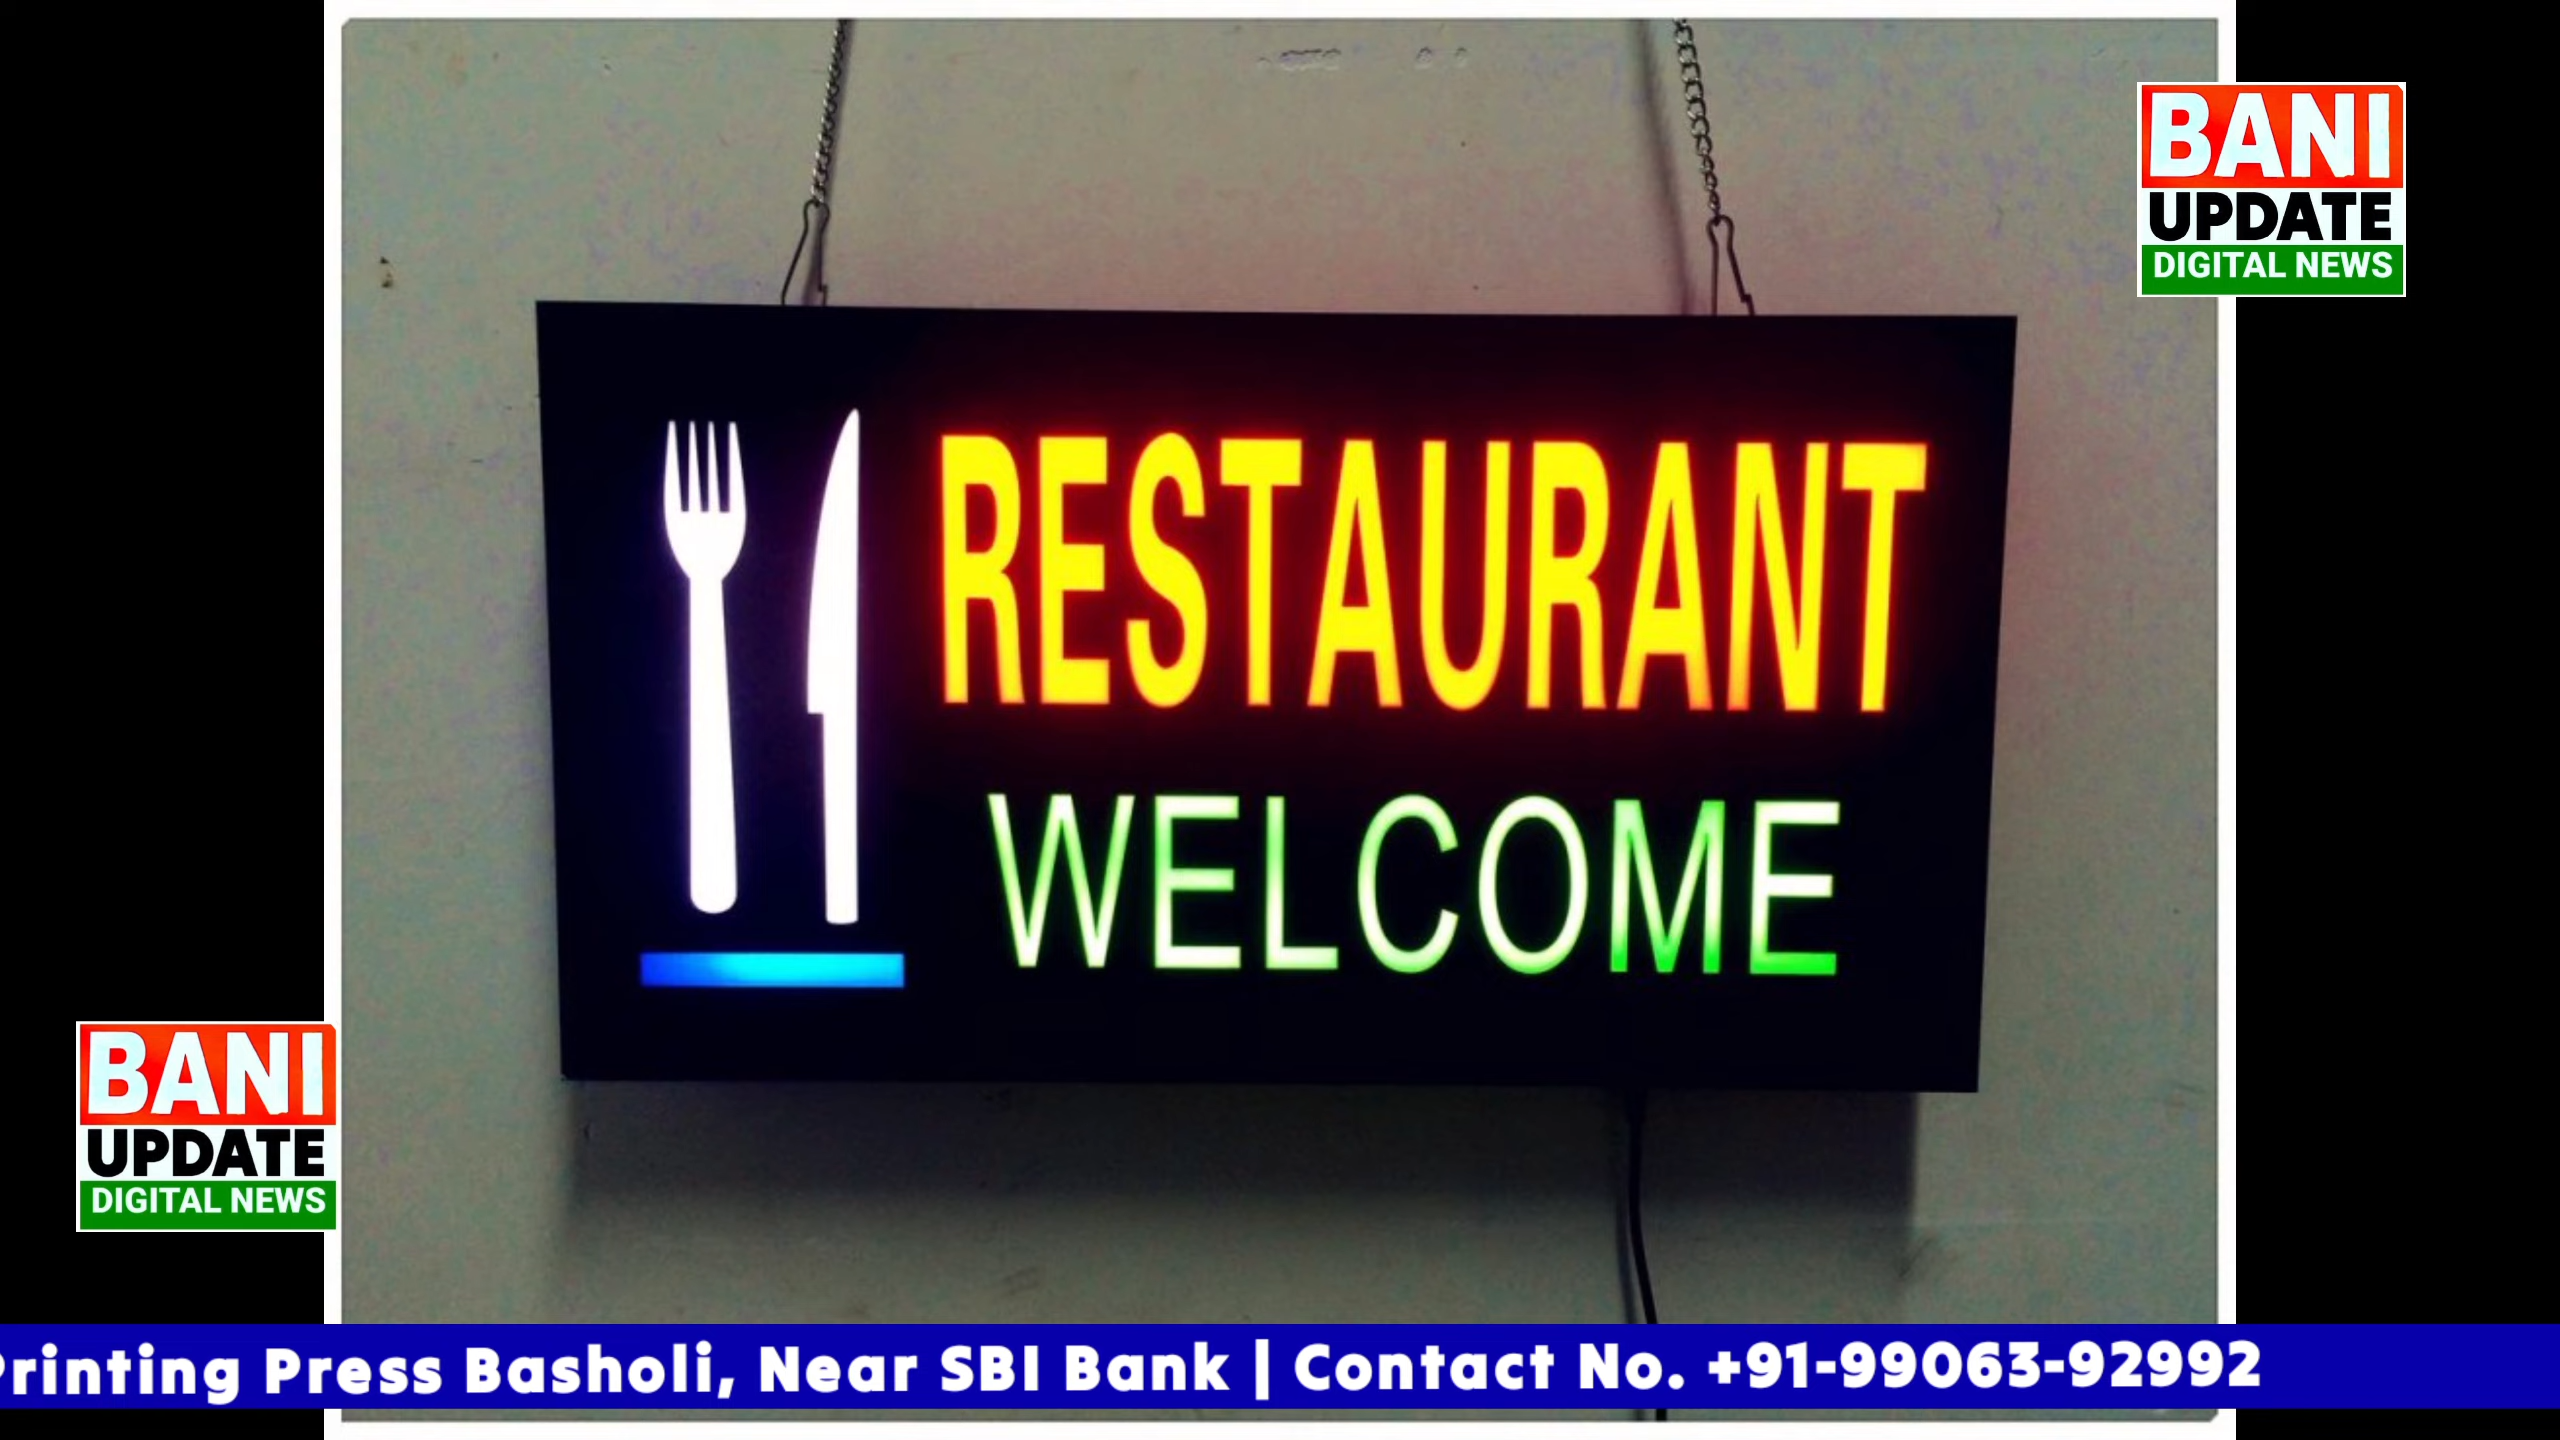 BANI
UPDATE
DIGITAL NEWS
RESTAURANT
WELCOME
BANI
UPDATE
DIGITAL NEWS
Printing Press Basholi, Near SBI Bank | Contact No. +91-99063-92992